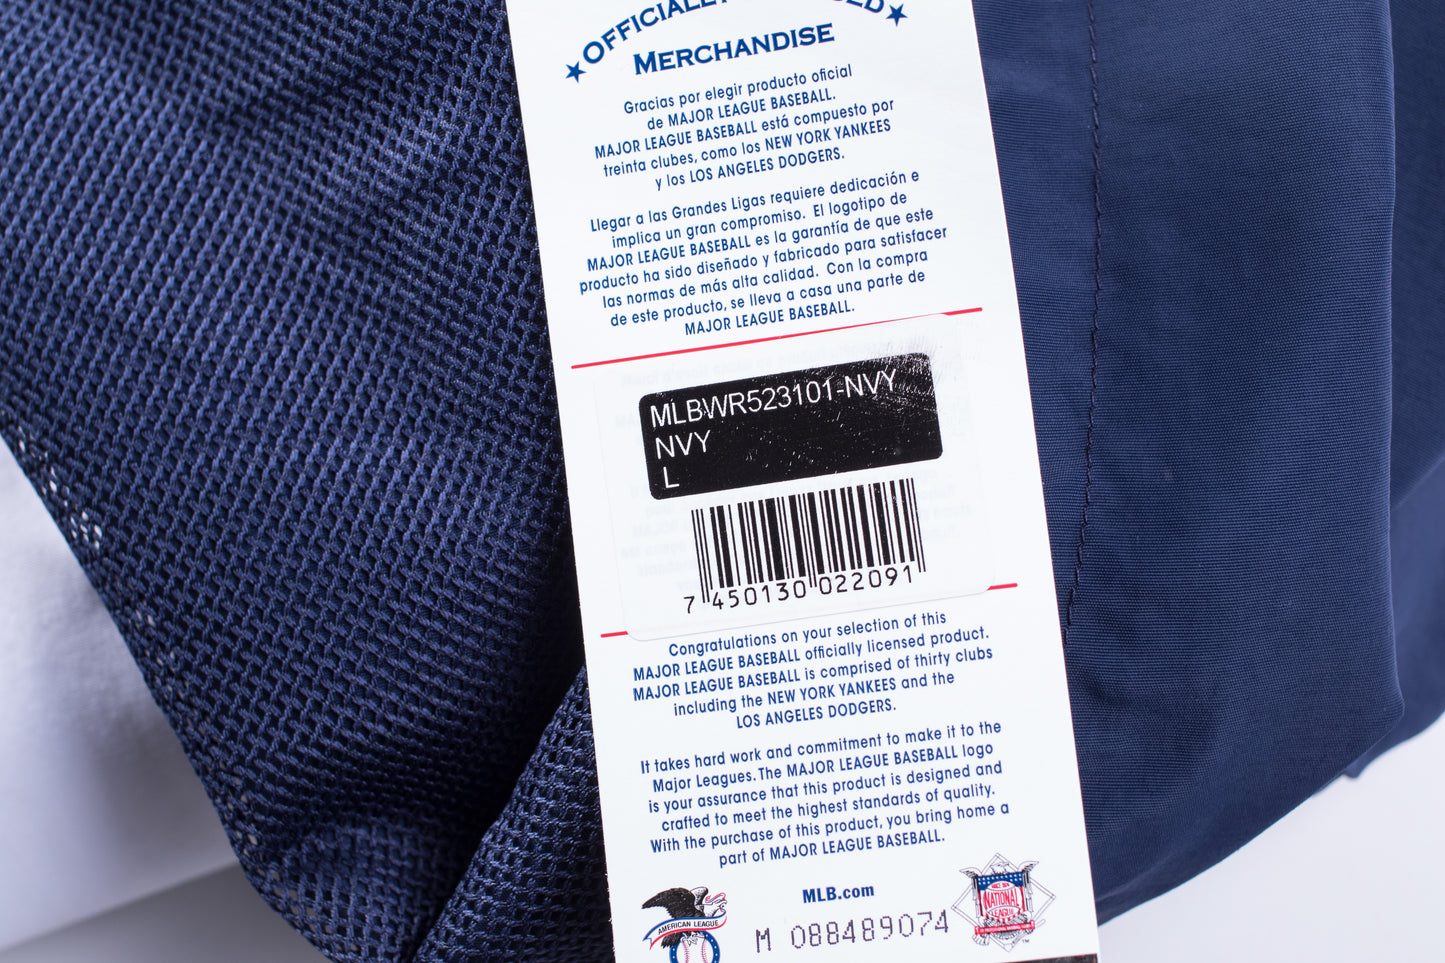 OFFICIALLY
MERCHANDISE
Gracias por elegir producto oficial
de MAJOR LEAGUE BASEBALL.
MAJOR LEAGUE BASEBALL está compuesto por
treinta clubes, como los NEW YORK YANKEES
y los LOS ANGELES DODGERS.
Llegar a las Grandes Ligas requiere dedicación e
implica un gran compromiso. El logotipo de
MAJOR LEAGUE BASEBALL es la garantía de que este
producto ha sido diseñado y fabricado para satisfacer
las normas de más alta calidad. Con la compra
de este producto, se lleva a casa una parte de
MAJOR LEAGUE BASEBALL.
MLBWR523101-NVY
NVY
L
7 450130 022091
Congratulations on your selection of this
MAJOR LEAGUE BASEBALL officially licensed product.
MAJOR LEAGUE BASEBALL is comprised of thirty clubs
including the NEW YORK YANKEES and the
LOS ANGELES DODGERS.
It takes hard work and commitment to make it to the
Major Leagues. The MAJOR LEAGUE BASEBALL logo
is your assurance that this product is designed and
crafted to meet the highest standards of quality.
With the purchase of this product, you bring home a
part of MAJOR LEAGUE BASEBALL.
MLB.com
AMERICAN LEAGUE
M 088489074
NATIONAL
LEAGUE